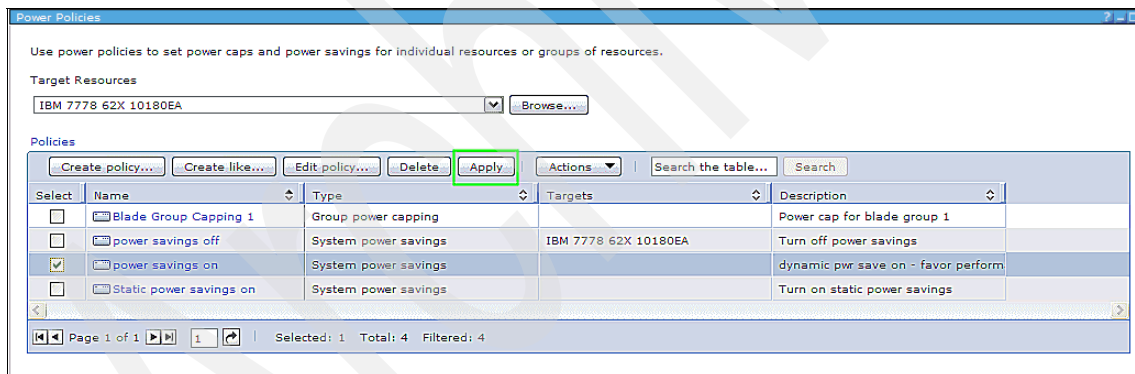 Power Policies
Use power policies to set power caps and power savings for individual resources or groups of resources.
Target Resources
IBM 7778 62X 10180EA Browse...
Policies
Create policy... Create like... Edit policy... Delete Apply Actions Search the table... Search
Select Name Type Targets Description
Blade Group Capping 1 Group power capping Power cap for blade group 1
power savings off System power savings IBM 7778 62X 10180EA Turn off power savings
power savings on System power savings dynamic pwr save on - favor perform
Static power savings on System power savings Turn on static power savings
Page 1 of 1 1 Selected: 1 Total: 4 Filtered: 4